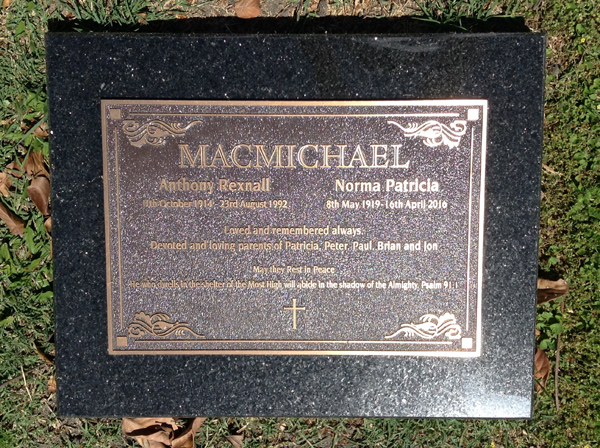 MACMICHAEL
Anthony Rexnall Norma Patricia
11th October 1914 - 23rd August 1992 8th May 1919-16th April 2016
Loved and remembered always.
Devoted and loving parents of Patricia, Peter, Paul, Brian and Jon
May they Rest in Peace
He who dwells in the shelter of the Most High will abide in the shadow of the Almighty. Psalm 91.1